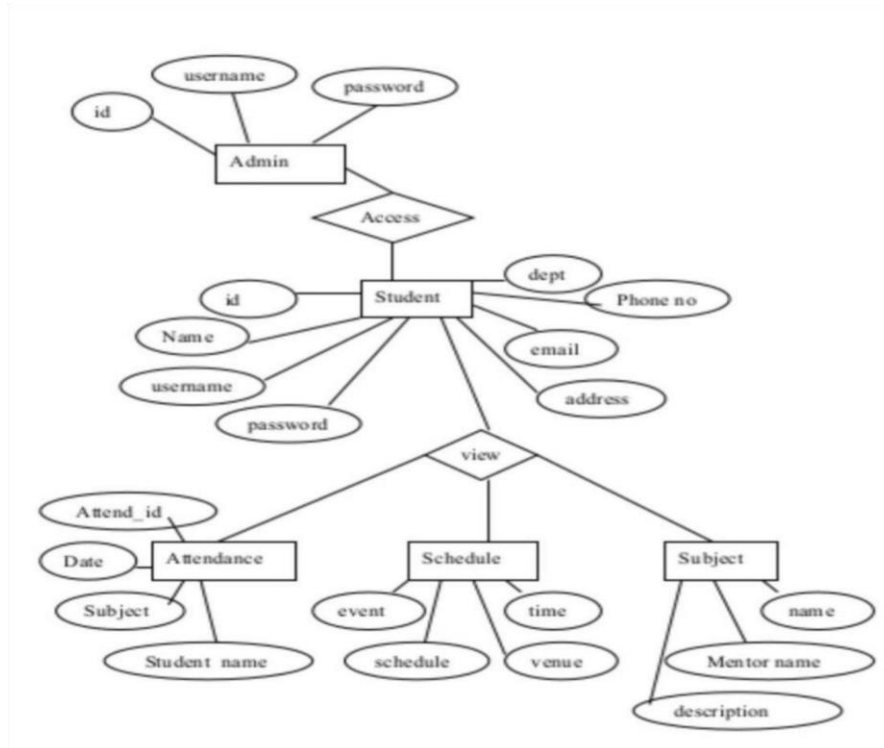 username
password
id
Admin
Access
dept
id
Student
Phone no
Name
email
username
address
password
view
Attend_id
Date
Attendance
Schedule
Subject
Subject
event
time
name
Student name
schedule
venue
Mentor name
description